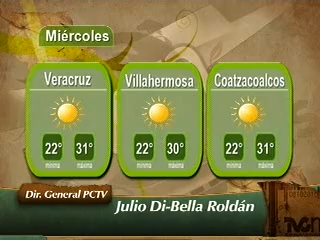 Miércoles
Veracruz
22° 31°
mínima máxima
Villahermosa
22° 30°
mínima máxima
Coatzacoalcos
22° 31°
mínima máxima
Dir. General PCTV
Julio Di-Bella Roldán